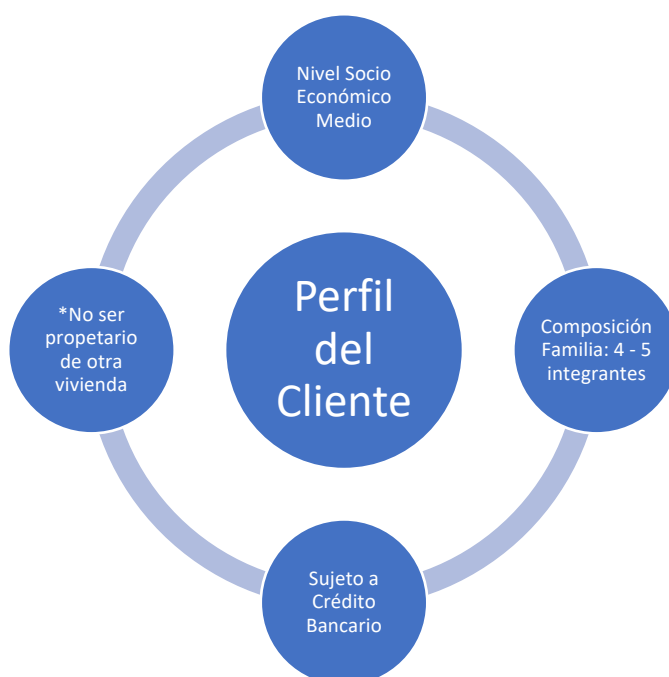 Nivel Socio
Económico
Medio
*No ser
propetario
de otra
vivienda
Perfil
del
Cliente
Composición
Familia: 4 - 5
integrantes
Sujeto a
Crédito
Bancario